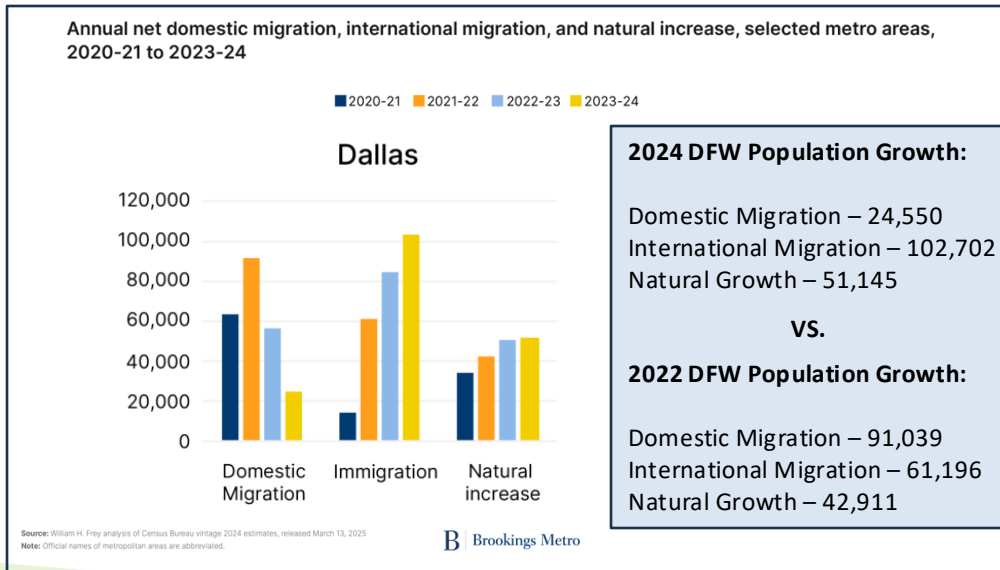 Annual net domestic migration, international migration, and natural increase, selected metro areas,
2020-21 to 2023-24
2020-21 2021-22 2022-23 2023-24
Dallas
120,000
100,000
80,000
60,000
40,000
20,000
0
Domestic
Migration
Immigration
Natural
increase
2024 DFW Population Growth:
Domestic Migration – 24,550
International Migration – 102,702
Natural Growth – 51,145
VS.
2022 DFW Population Growth:
Domestic Migration – 91,039
International Migration – 61,196
Natural Growth – 42,911
Source: William H. Frey analysis of Census Bureau vintage 2024 estimates, released March 13, 2025
Note: Official names of metropolitan areas are abbreviated.
B | Brookings Metro